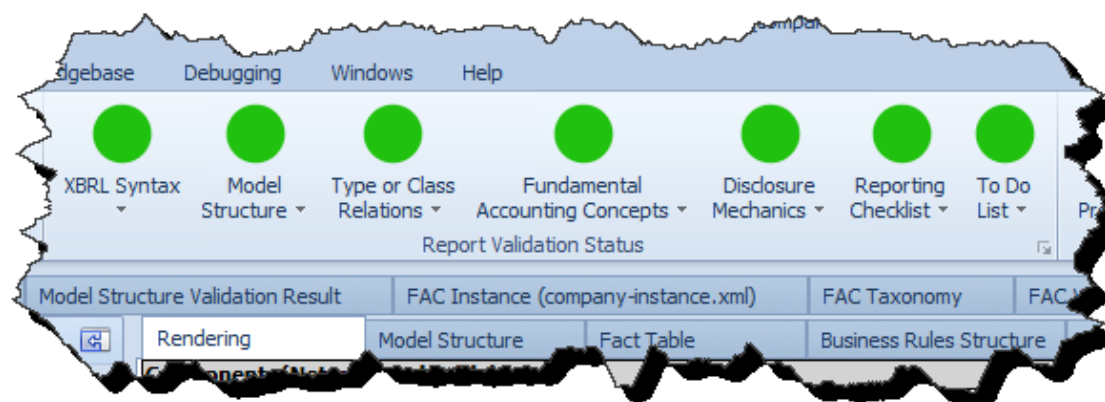 dgebase Debugging Windows Help
XBRL Syntax Model Structure Type or Class Relations Fundamental Accounting Concepts Disclosure Mechanics Reporting Checklist To Do List
Report Validation Status
Model Structure Validation Result FAC Instance (company-instance.xml) FAC Taxonomy FAC
Rendering Model Structure Fact Table Business Rules Structure